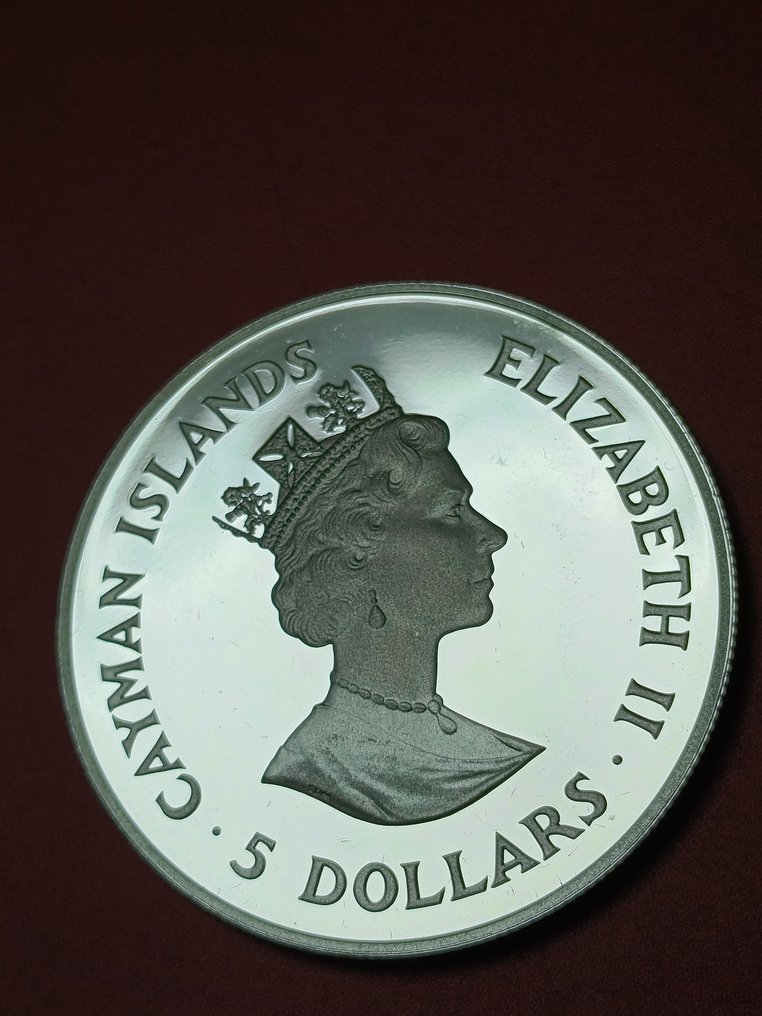 CAYMAN ISLANDS
ELIZABETH II
· 5 DOLLARS ·